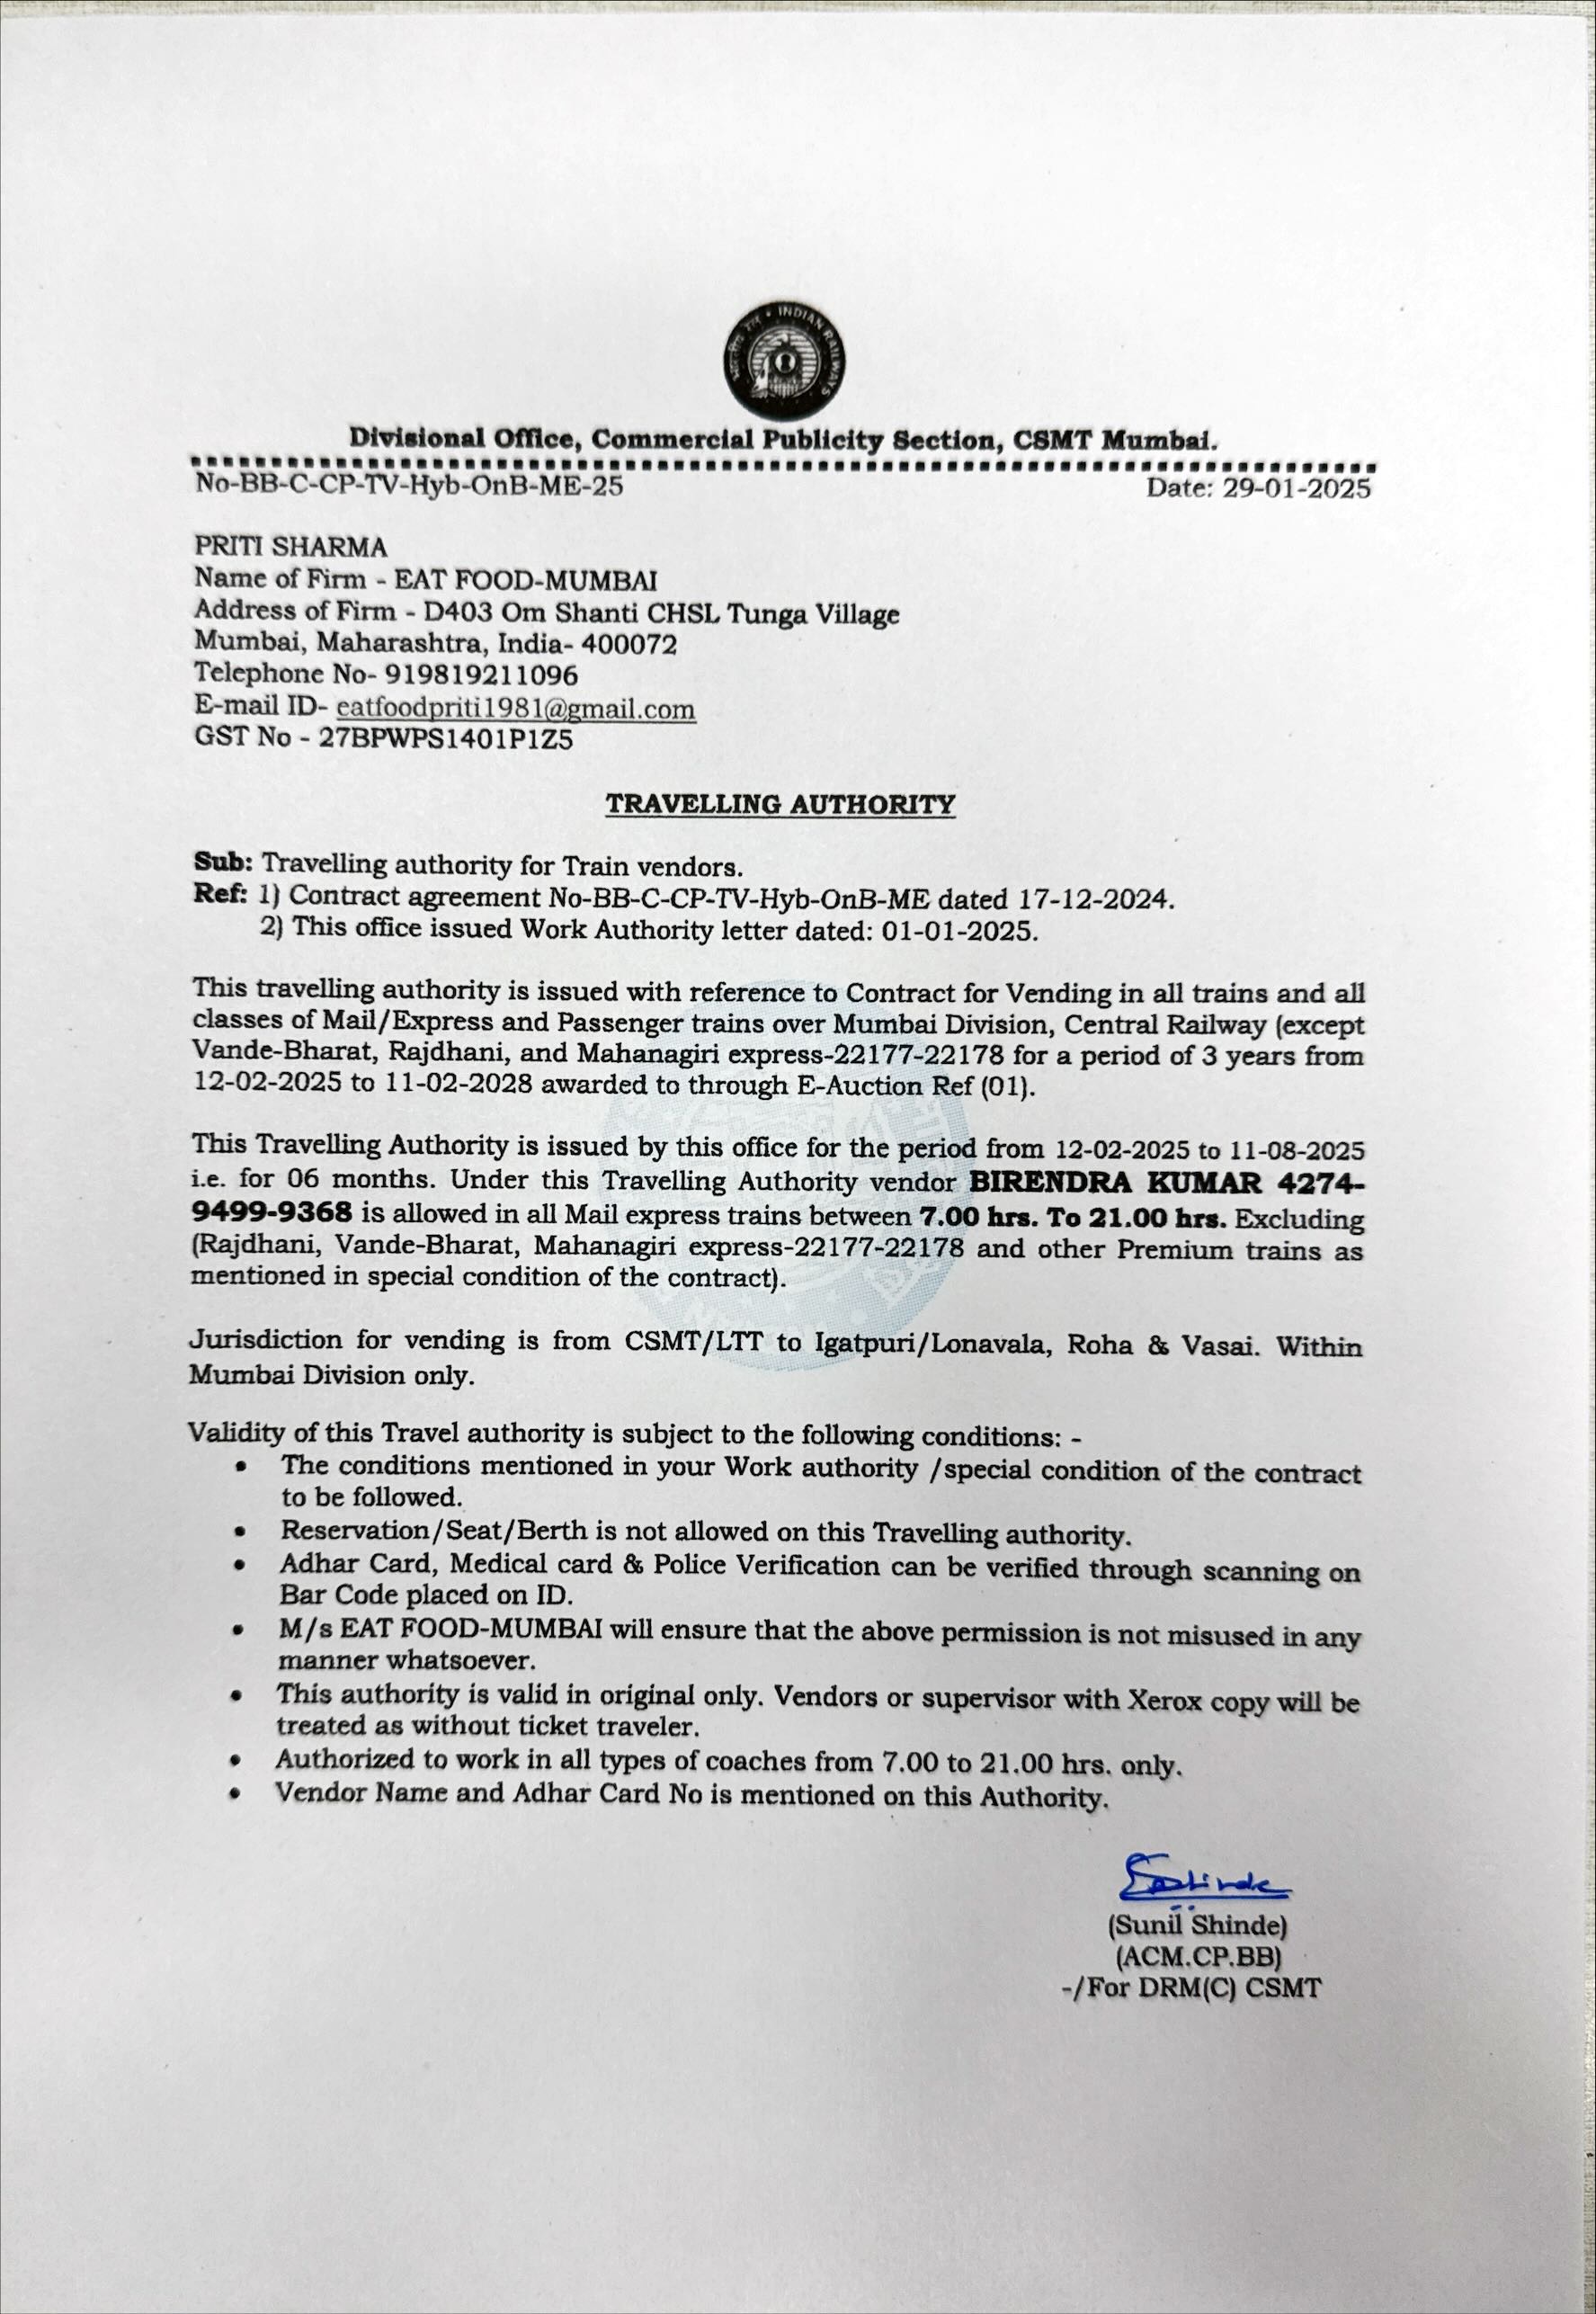 INDIAN RAILWAYS
Divisional Office, Commercial Publicity Section, CSMT Mumbai.
No-BB-C-CP-TV-Hyb-OnB-ME-25 Date: 29-01-2025
PRITI SHARMA
Name of Firm - EAT FOOD-MUMBAI
Address of Firm - D403 Om Shanti CHSL Tunga Village
Mumbai, Maharashtra, India- 400072
Telephone No- 919819211096
E-mail ID- eatfoodpriti1981@gmail.com
GST No - 27BPWPS1401P1Z5
TRAVELLING AUTHORITY
Sub: Travelling authority for Train vendors.
Ref: 1) Contract agreement No-BB-C-CP-TV-Hyb-OnB-ME dated 17-12-2024.
2) This office issued Work Authority letter dated: 01-01-2025.
This travelling authority is issued with reference to Contract for Vending in all trains and all
classes of Mail/Express and Passenger trains over Mumbai Division, Central Railway (except
Vande-Bharat, Rajdhani, and Mahanagiri express-22177-22178 for a period of 3 years from
12-02-2025 to 11-02-2028 awarded to through E-Auction Ref (01).
This Travelling Authority is issued by this office for the period from 12-02-2025 to 11-08-2025
i.e. for 06 months. Under this Travelling Authority vendor BIRENDRA KUMAR 4274-
9499-9368 is allowed in all Mail express trains between 7.00 hrs. To 21.00 hrs. Excluding
(Rajdhani, Vande-Bharat, Mahanagiri express-22177-22178 and other Premium trains as
mentioned in special condition of the contract).
Jurisdiction for vending is from CSMT/LTT to Igatpuri/Lonavala, Roha & Vasai. Within
Mumbai Division only.
Validity of this Travel authority is subject to the following conditions: -
• The conditions mentioned in your Work authority /special condition of the contract
to be followed.
• Reservation/Seat/Berth is not allowed on this Travelling authority.
• Adhar Card, Medical card & Police Verification can be verified through scanning on
Bar Code placed on ID.
• M/s EAT FOOD-MUMBAI will ensure that the above permission is not misused in any
manner whatsoever.
• This authority is valid in original only. Vendors or supervisor with Xerox copy will be
treated as without ticket traveler.
• Authorized to work in all types of coaches from 7.00 to 21.00 hrs. only.
• Vendor Name and Adhar Card No is mentioned on this Authority.
(Sunil Shinde)
(ACM.CP.BB)
-/For DRM(C) CSMT